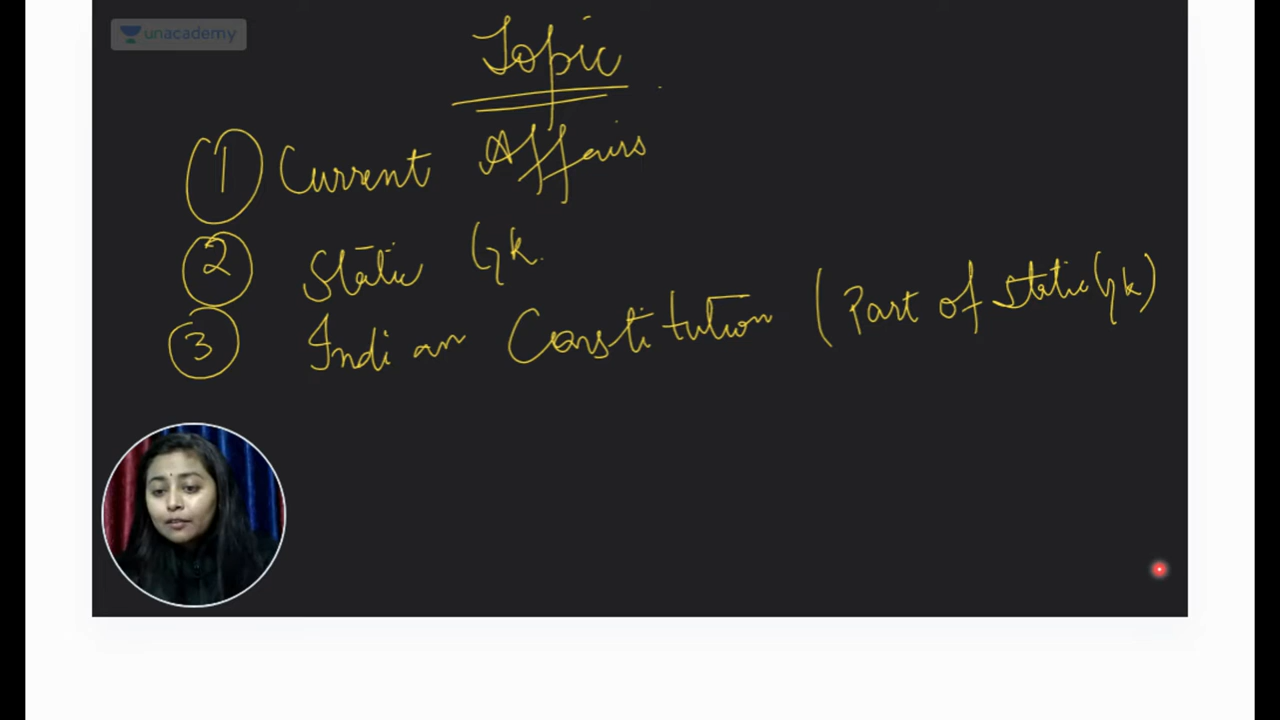 unacademy
Topic
1 Current Affairs
2 Static Gk.
3 Indian Constitution (Part of Static Gk)